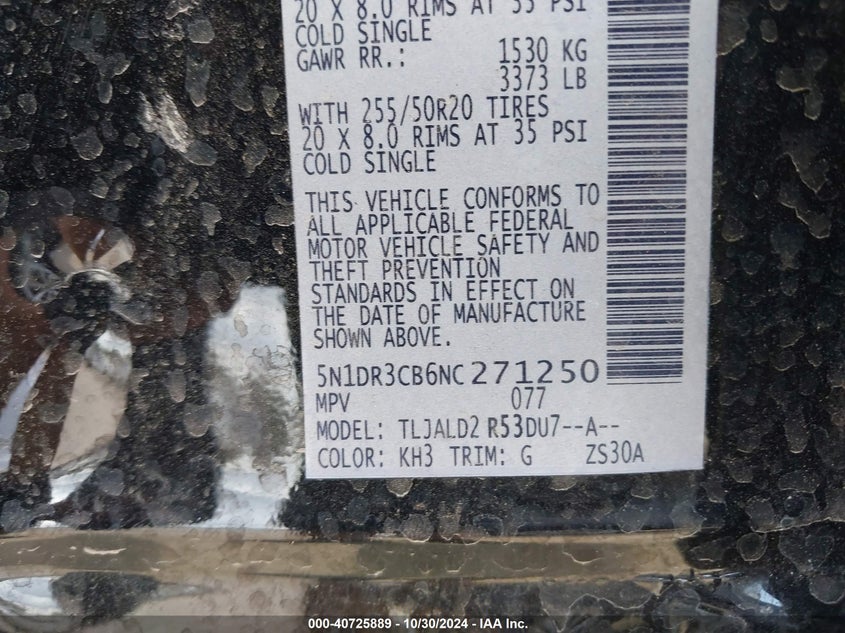 20 X 8.0 RIMS AT 35 PSI
COLD SINGLE
GAWR RR.: 1530 KG
3373 LB
WITH 255/50R20 TIRES
20 X 8.0 RIMS AT 35 PSI
COLD SINGLE
THIS VEHICLE CONFORMS TO
ALL APPLICABLE FEDERAL
MOTOR VEHICLE SAFETY AND
THEFT PREVENTION
STANDARDS IN EFFECT ON
THE DATE OF MANUFACTURE
SHOWN ABOVE.
5N1DR3CB6NC271250
MPV 077
MODEL: TLJALD2 R53DU7--A--
COLOR: KH3 TRIM: G ZS30A
000-40725889 - 10/30/2024 - IAA Inc.